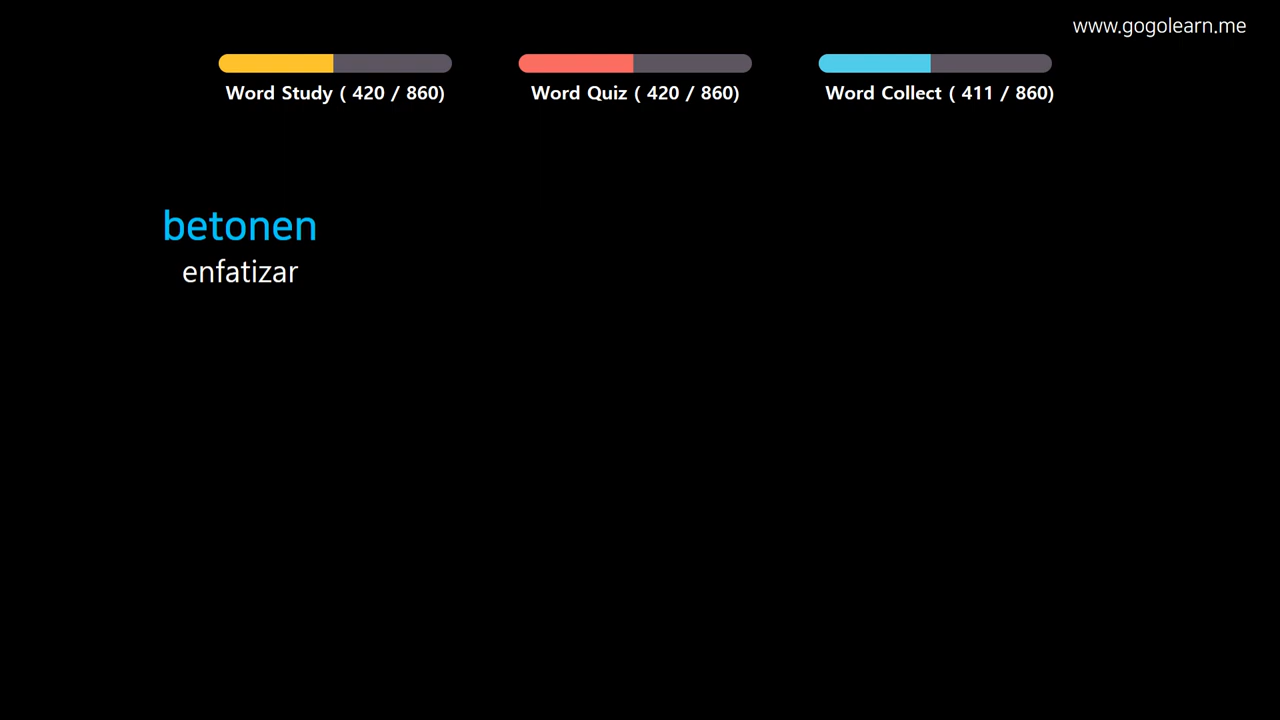 www.gogolearn.me
Word Study ( 420 / 860)
Word Quiz ( 420 / 860)
Word Collect ( 411 / 860)
betonen
enfatizar